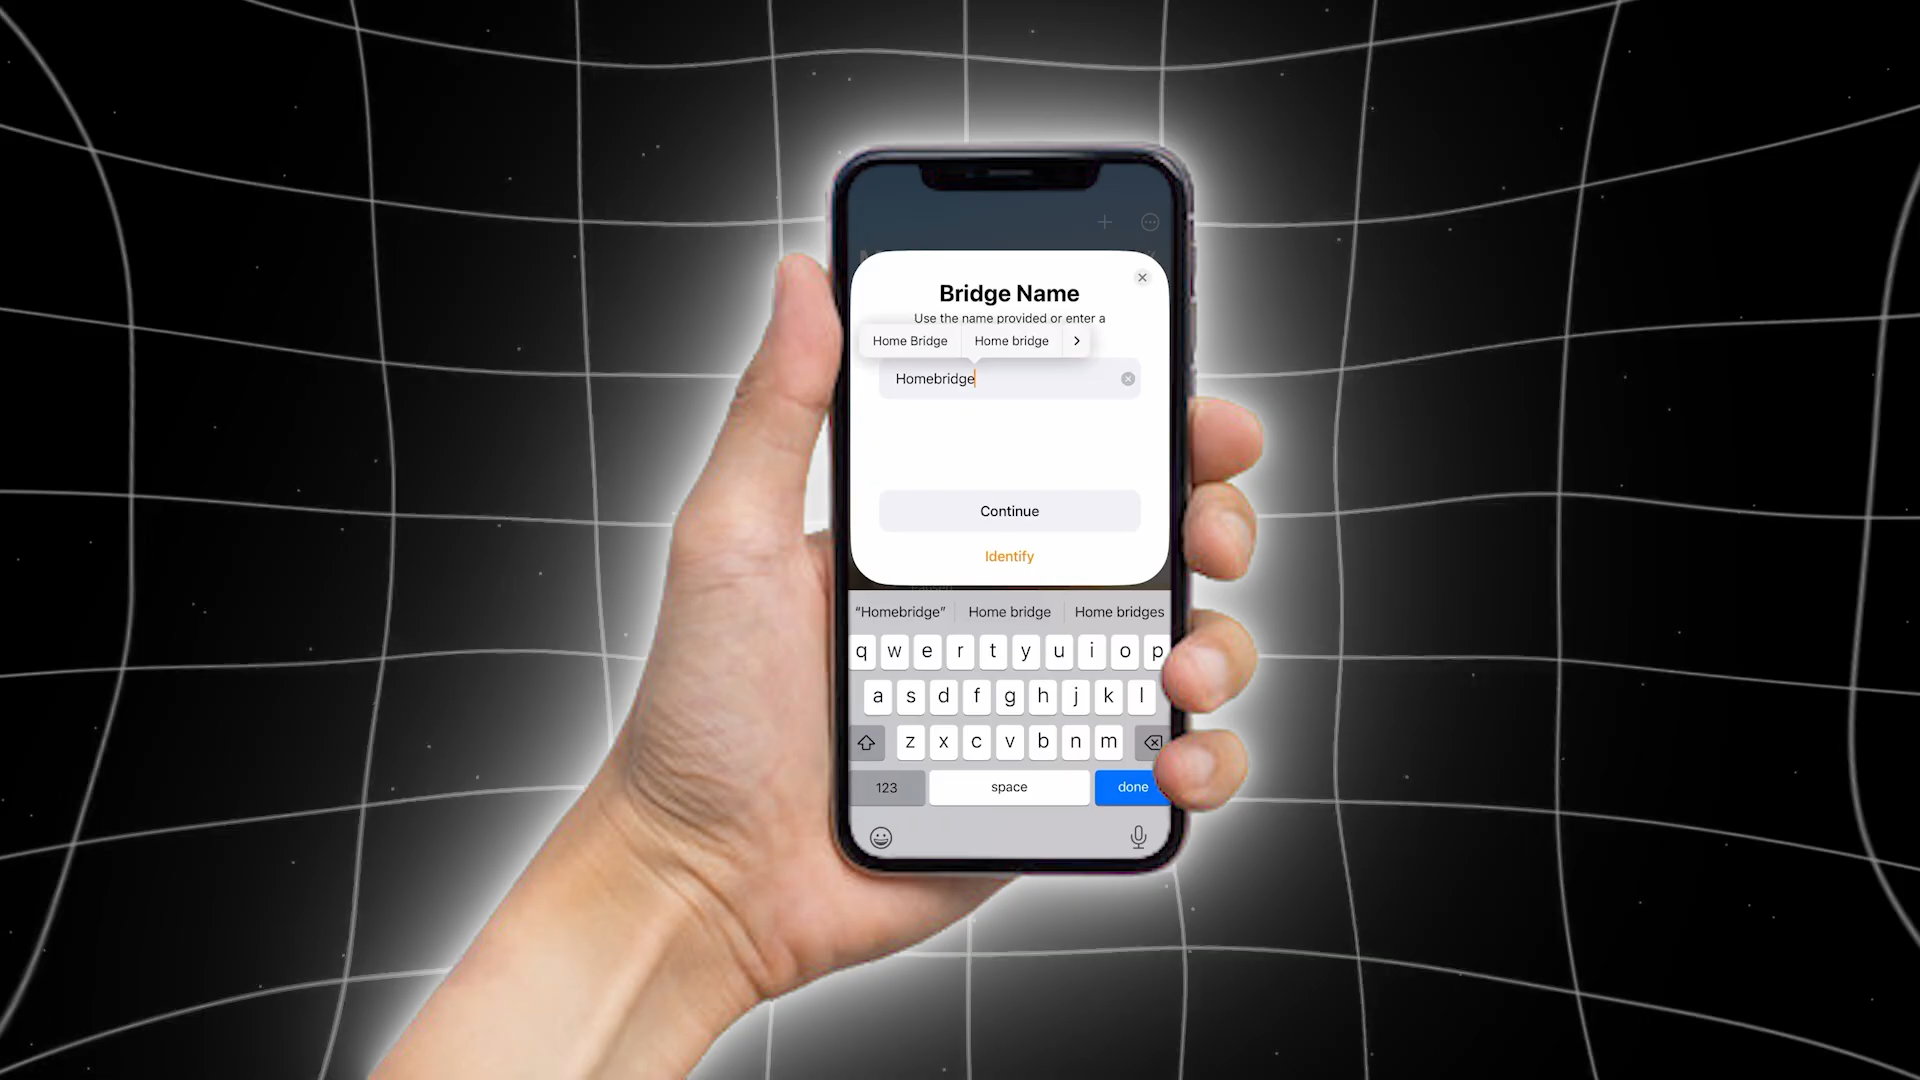 Bridge Name
Use the name provided or enter a
Home Bridge Home bridge
Homebridge
Continue
Identify
“Homebridge” Home bridge Home bridges
q w e r t y u i o p
a s d f g h j k l
z x c v b n m
123 space done